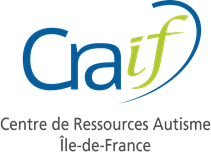 Craif
Centre de Ressources Autisme
Île-de-France